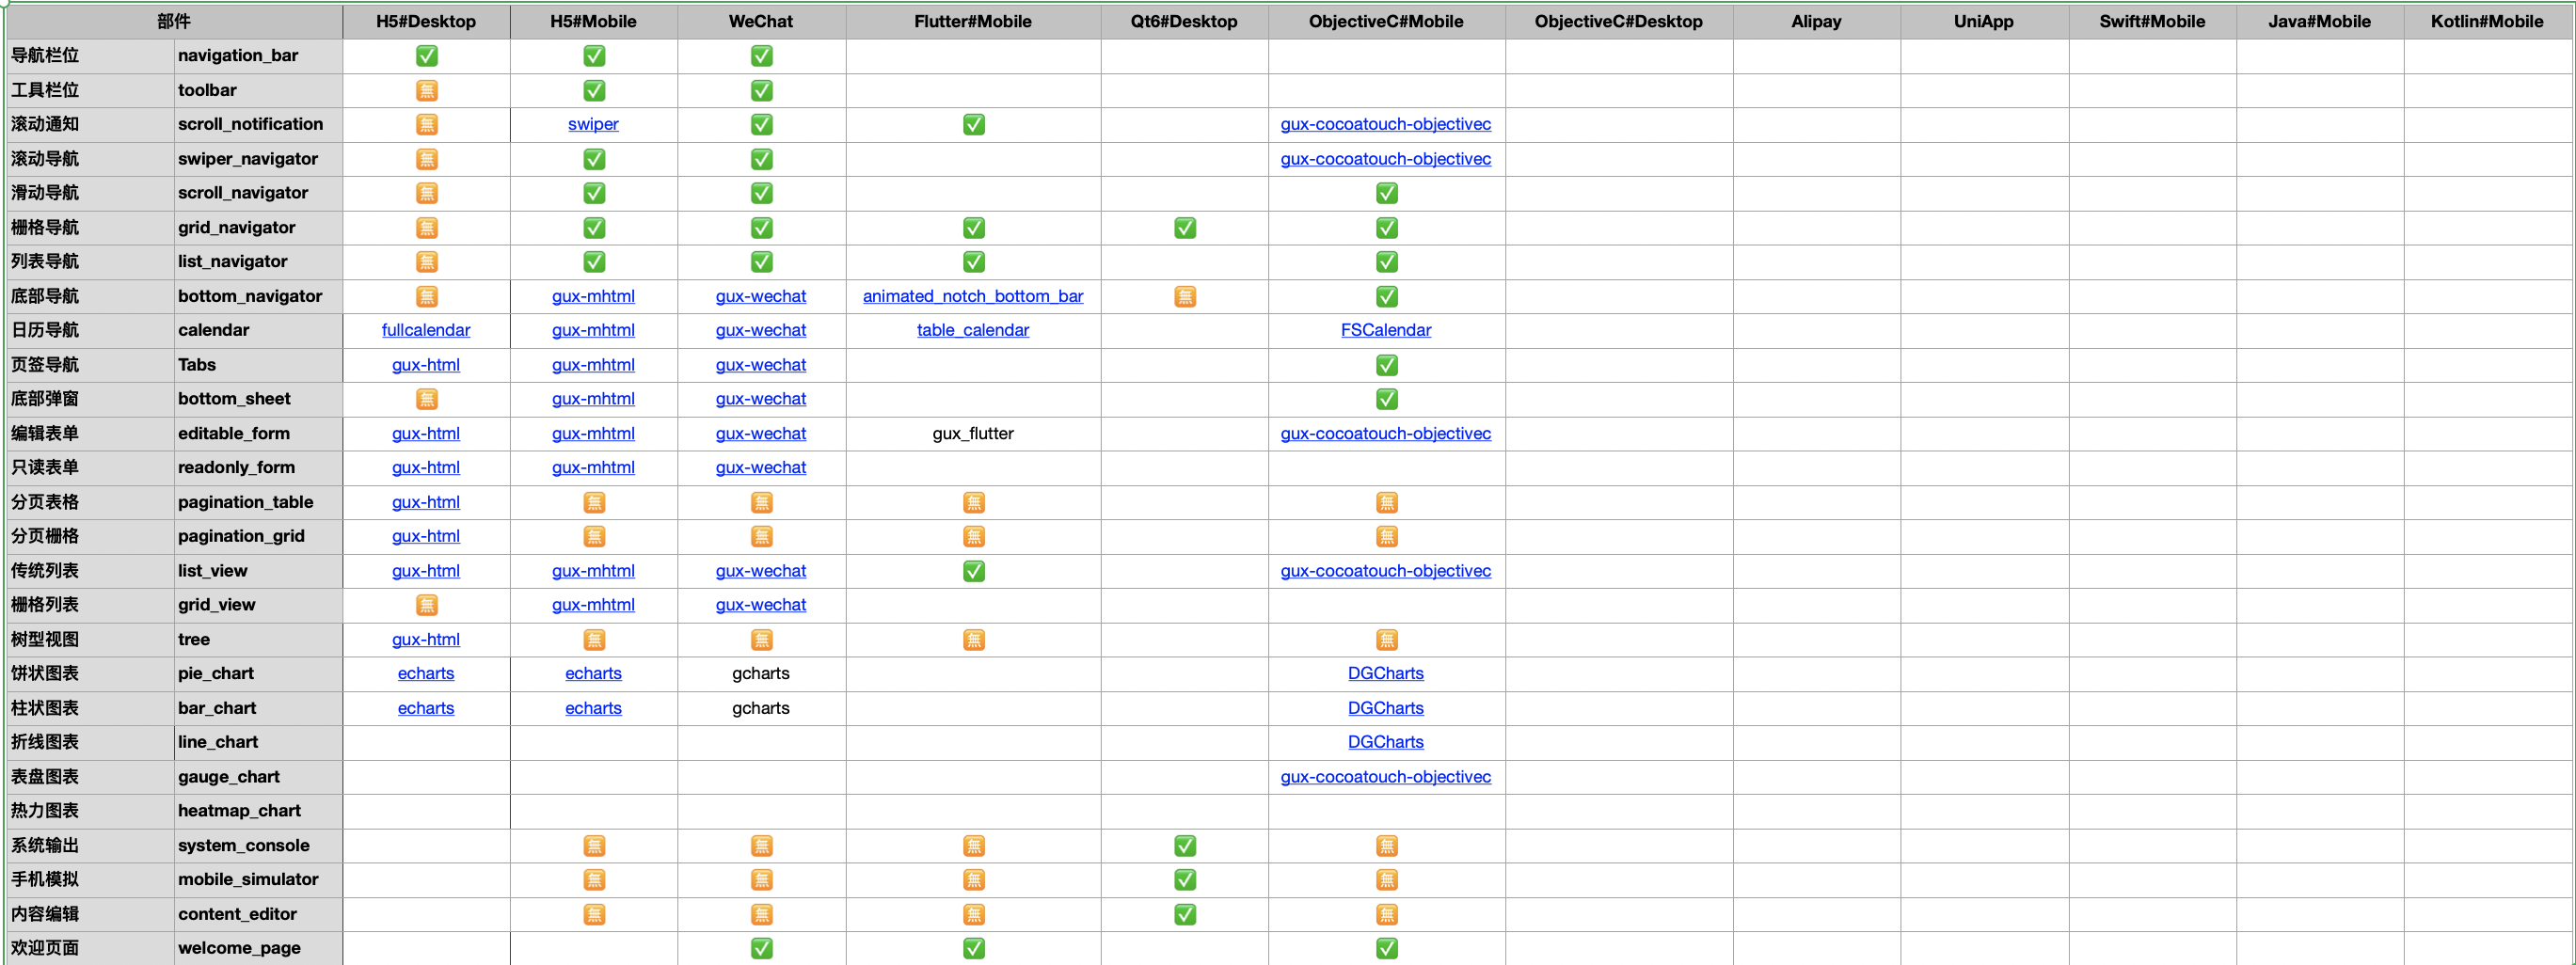 部件 H5#Desktop H5#Mobile WeChat Flutter#Mobile Qt6#Desktop ObjectiveC#Mobile ObjectiveC#Desktop Alipay UniApp Swift#Mobile Java#Mobile Kotlin#Mobile
导航栏位 navigation_bar ✅ ✅ ✅
工具栏位 toolbar 🈚 ✅ ✅
滚动通知 scroll_notification 🈚 swiper ✅ ✅ gux-cocoatouch-objectivec
滚动导航 swiper_navigator 🈚 ✅ ✅ gux-cocoatouch-objectivec
滑动导航 scroll_navigator 🈚 ✅ ✅ ✅
栅格导航 grid_navigator 🈚 ✅ ✅ ✅ ✅ ✅
列表导航 list_navigator 🈚 ✅ ✅ ✅ ✅
底部导航 bottom_navigator 🈚 gux-mhtml gux-wechat animated_notch_bottom_bar 🈚 ✅
日历导航 calendar fullcalendar gux-mhtml gux-wechat table_calendar FSCalendar
页签导航 Tabs gux-html gux-mhtml gux-wechat ✅
底部弹窗 bottom_sheet 🈚 gux-mhtml gux-wechat ✅
编辑表单 editable_form gux-html gux-mhtml gux-wechat gux_flutter gux-cocoatouch-objectivec
只读表单 readonly_form gux-html gux-mhtml gux-wechat
分页表格 pagination_table gux-html 🈚 🈚 🈚 🈚
分页栅格 pagination_grid gux-html 🈚 🈚 🈚 🈚
传统列表 list_view gux-html gux-mhtml gux-wechat ✅ gux-cocoatouch-objectivec
栅格列表 grid_view 🈚 gux-mhtml gux-wechat
树型视图 tree gux-html 🈚 🈚 🈚 🈚
饼状图表 pie_chart echarts echarts gcharts DGCharts
柱状图表 bar_chart echarts echarts gcharts DGCharts
折线图表 line_chart DGCharts
表盘图表 gauge_chart gux-cocoatouch-objectivec
热力图表 heatmap_chart
系统输出 system_console 🈚 🈚 🈚 ✅ 🈚
手机模拟 mobile_simulator 🈚 🈚 🈚 ✅ 🈚
内容编辑 content_editor 🈚 🈚 🈚 ✅ 🈚
欢迎页面 welcome_page ✅ ✅ ✅